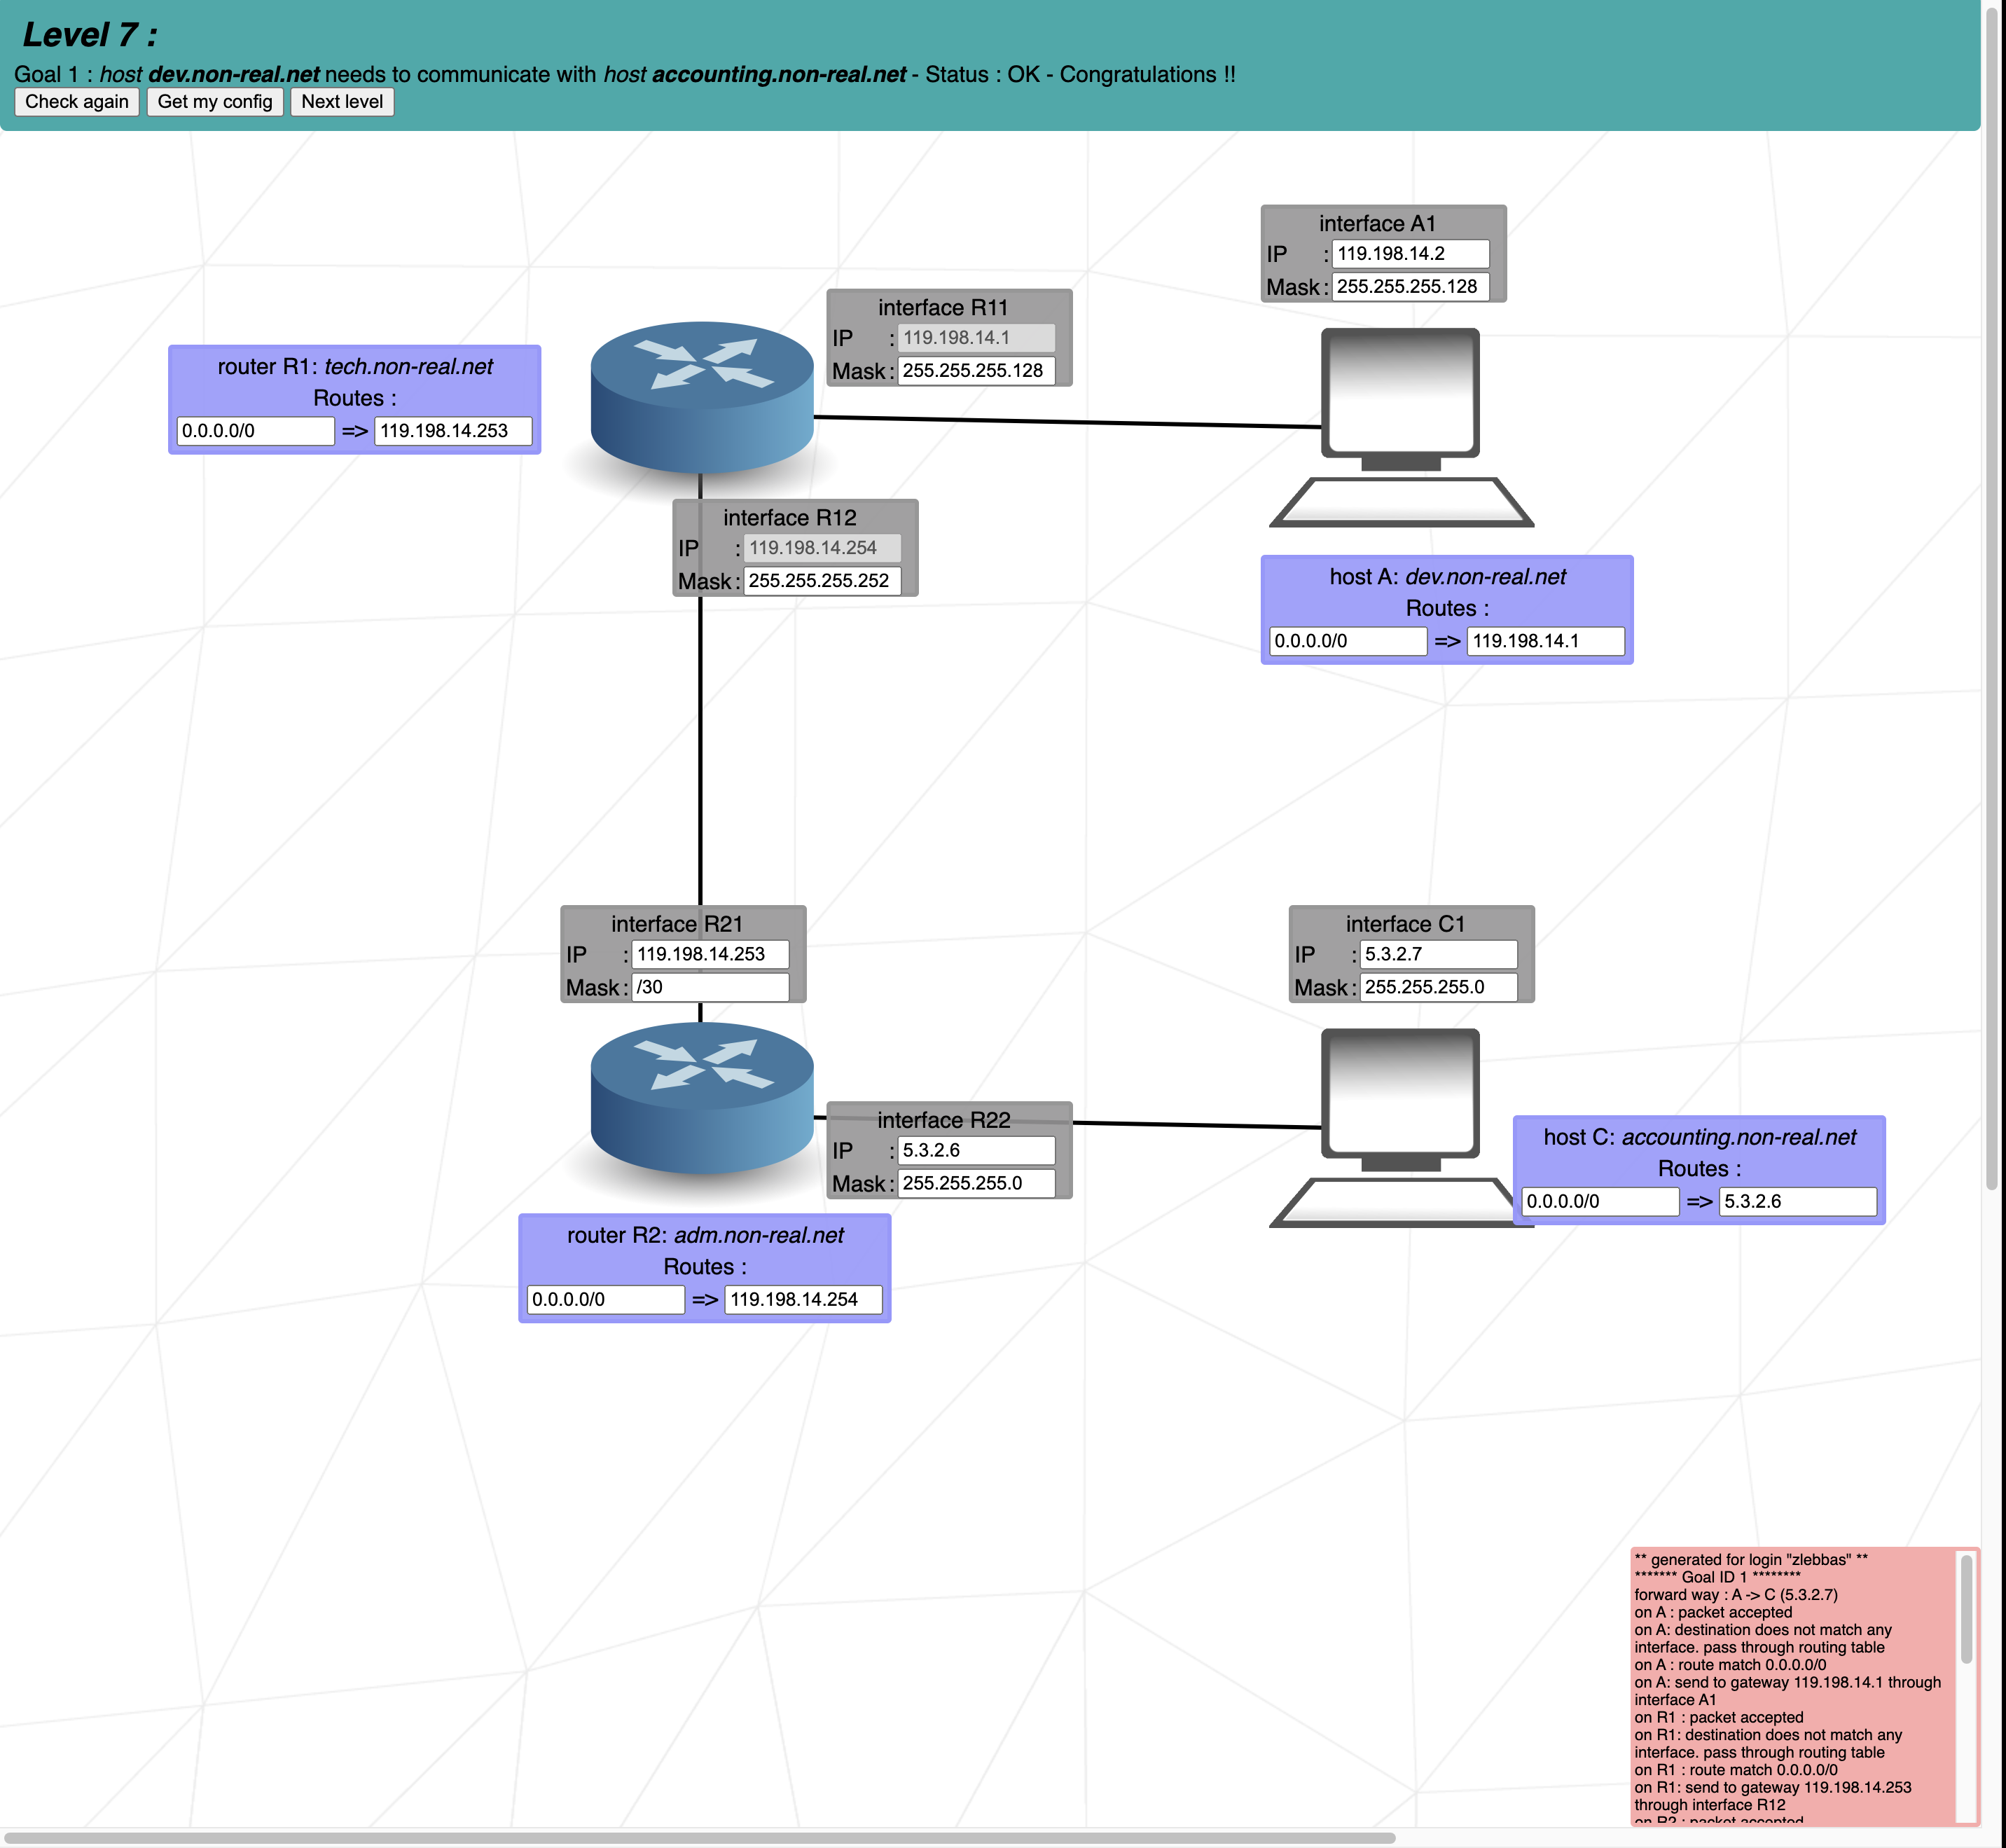 Level 7 :
Goal 1 : host dev.non-real.net needs to communicate with host accounting.non-real.net - Status : OK - Congratulations !!
Check again Get my config Next level
interface A1
IP : 119.198.14.2
Mask : 255.255.255.128
interface R11
IP : 119.198.14.1
Mask : 255.255.255.128
router R1: tech.non-real.net
Routes :
0.0.0.0/0 => 119.198.14.253
interface R12
IP : 119.198.14.254
Mask : 255.255.255.252
host A: dev.non-real.net
Routes :
0.0.0.0/0 => 119.198.14.1
interface R21
IP : 119.198.14.253
Mask : /30
interface C1
IP : 5.3.2.7
Mask : 255.255.255.0
interface R22
IP : 5.3.2.6
Mask : 255.255.255.0
host C: accounting.non-real.net
Routes :
0.0.0.0/0 => 5.3.2.6
router R2: adm.non-real.net
Routes :
0.0.0.0/0 => 119.198.14.254
** generated for login "zlebbas" **
******* Goal ID 1 ********
forward way : A -> C (5.3.2.7)
on A : packet accepted
on A: destination does not match any
interface. pass through routing table
on A : route match 0.0.0.0/0
on A: send to gateway 119.198.14.1 through
interface A1
on R1 : packet accepted
on R1: destination does not match any
interface. pass through routing table
on R1 : route match 0.0.0.0/0
on R1: send to gateway 119.198.14.253
through interface R12
on R2 : packet accepted